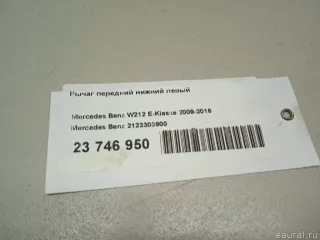 Рычаг передний нижний левый
Mercedes Benz W212 E-Klasse 2009-2016
Mercedes Benz 2123303900
23 746 950
eaural.ru